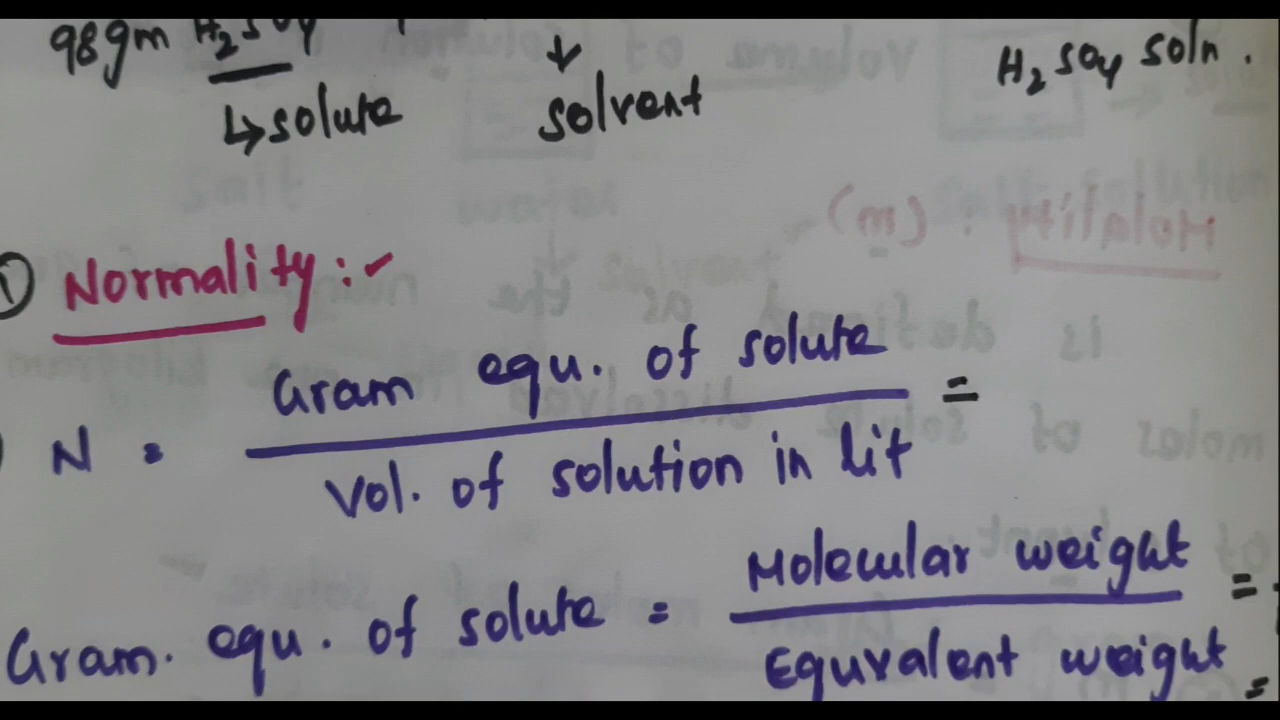 98gm H2SO4
H2SO4 soln.
↳solute
solvent
① Normality :-
N = Gram equ. of solute =
Vol. of solution in Lit
Gram. equ. of solute = Molecular weight =
Equvalent weight =